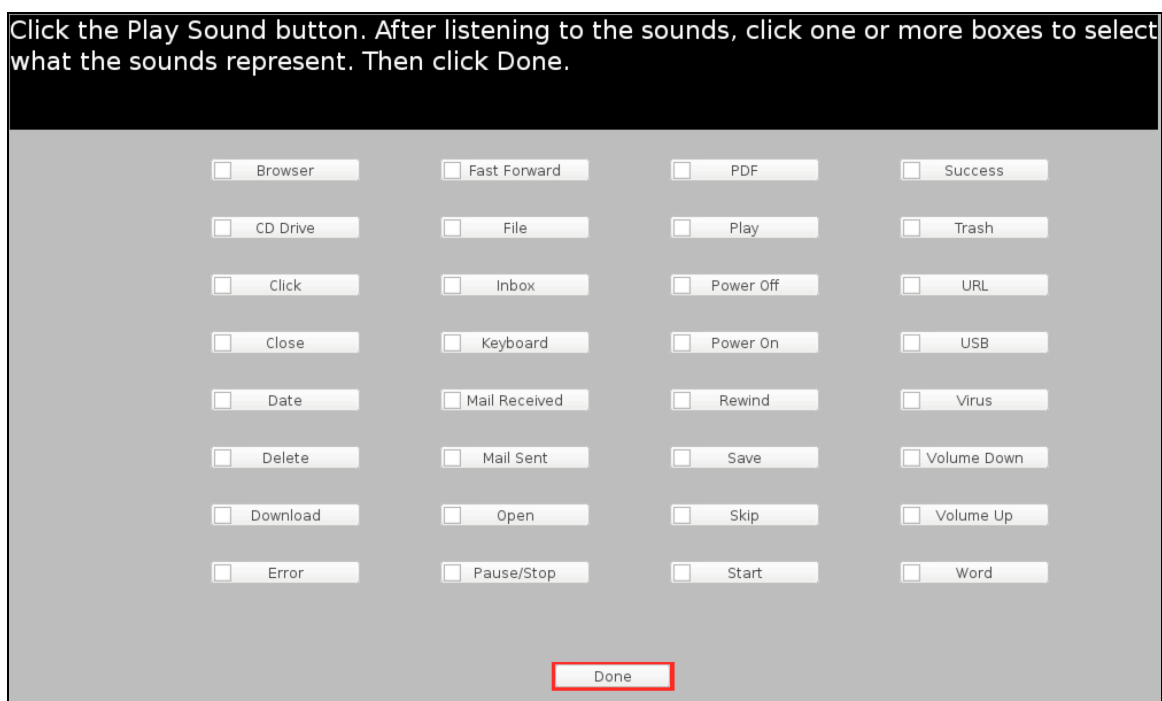 Click the Play Sound button. After listening to the sounds, click one or more boxes to select
what the sounds represent. Then click Done.
Browser Fast Forward PDF Success
CD Drive File Play Trash
Click Inbox Power Off URL
Close Keyboard Power On USB
Date Mail Received Rewind Virus
Delete Mail Sent Save Volume Down
Download Open Skip Volume Up
Error Pause/Stop Start Word
Done